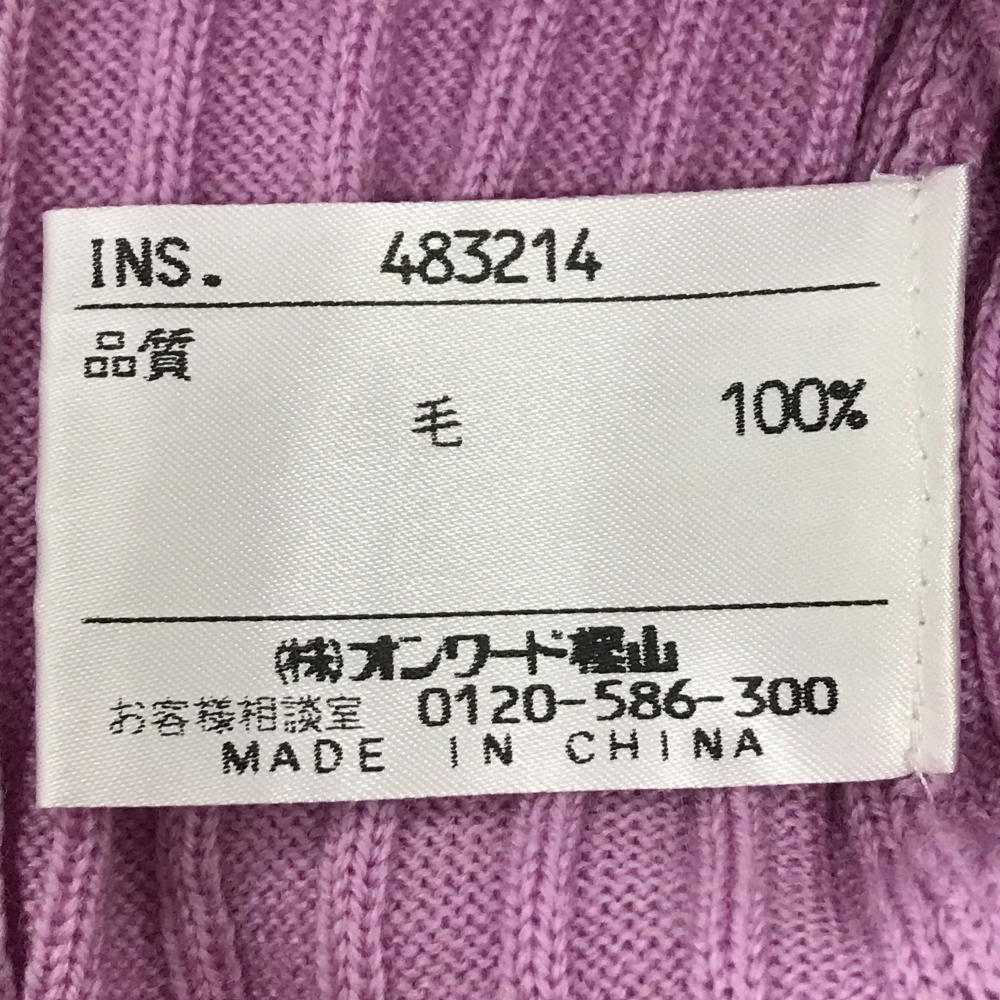 INS. 483214
品質
毛 100%
㈱オンワード樫山
お客様相談室 0120-586-300
MADE IN CHINA